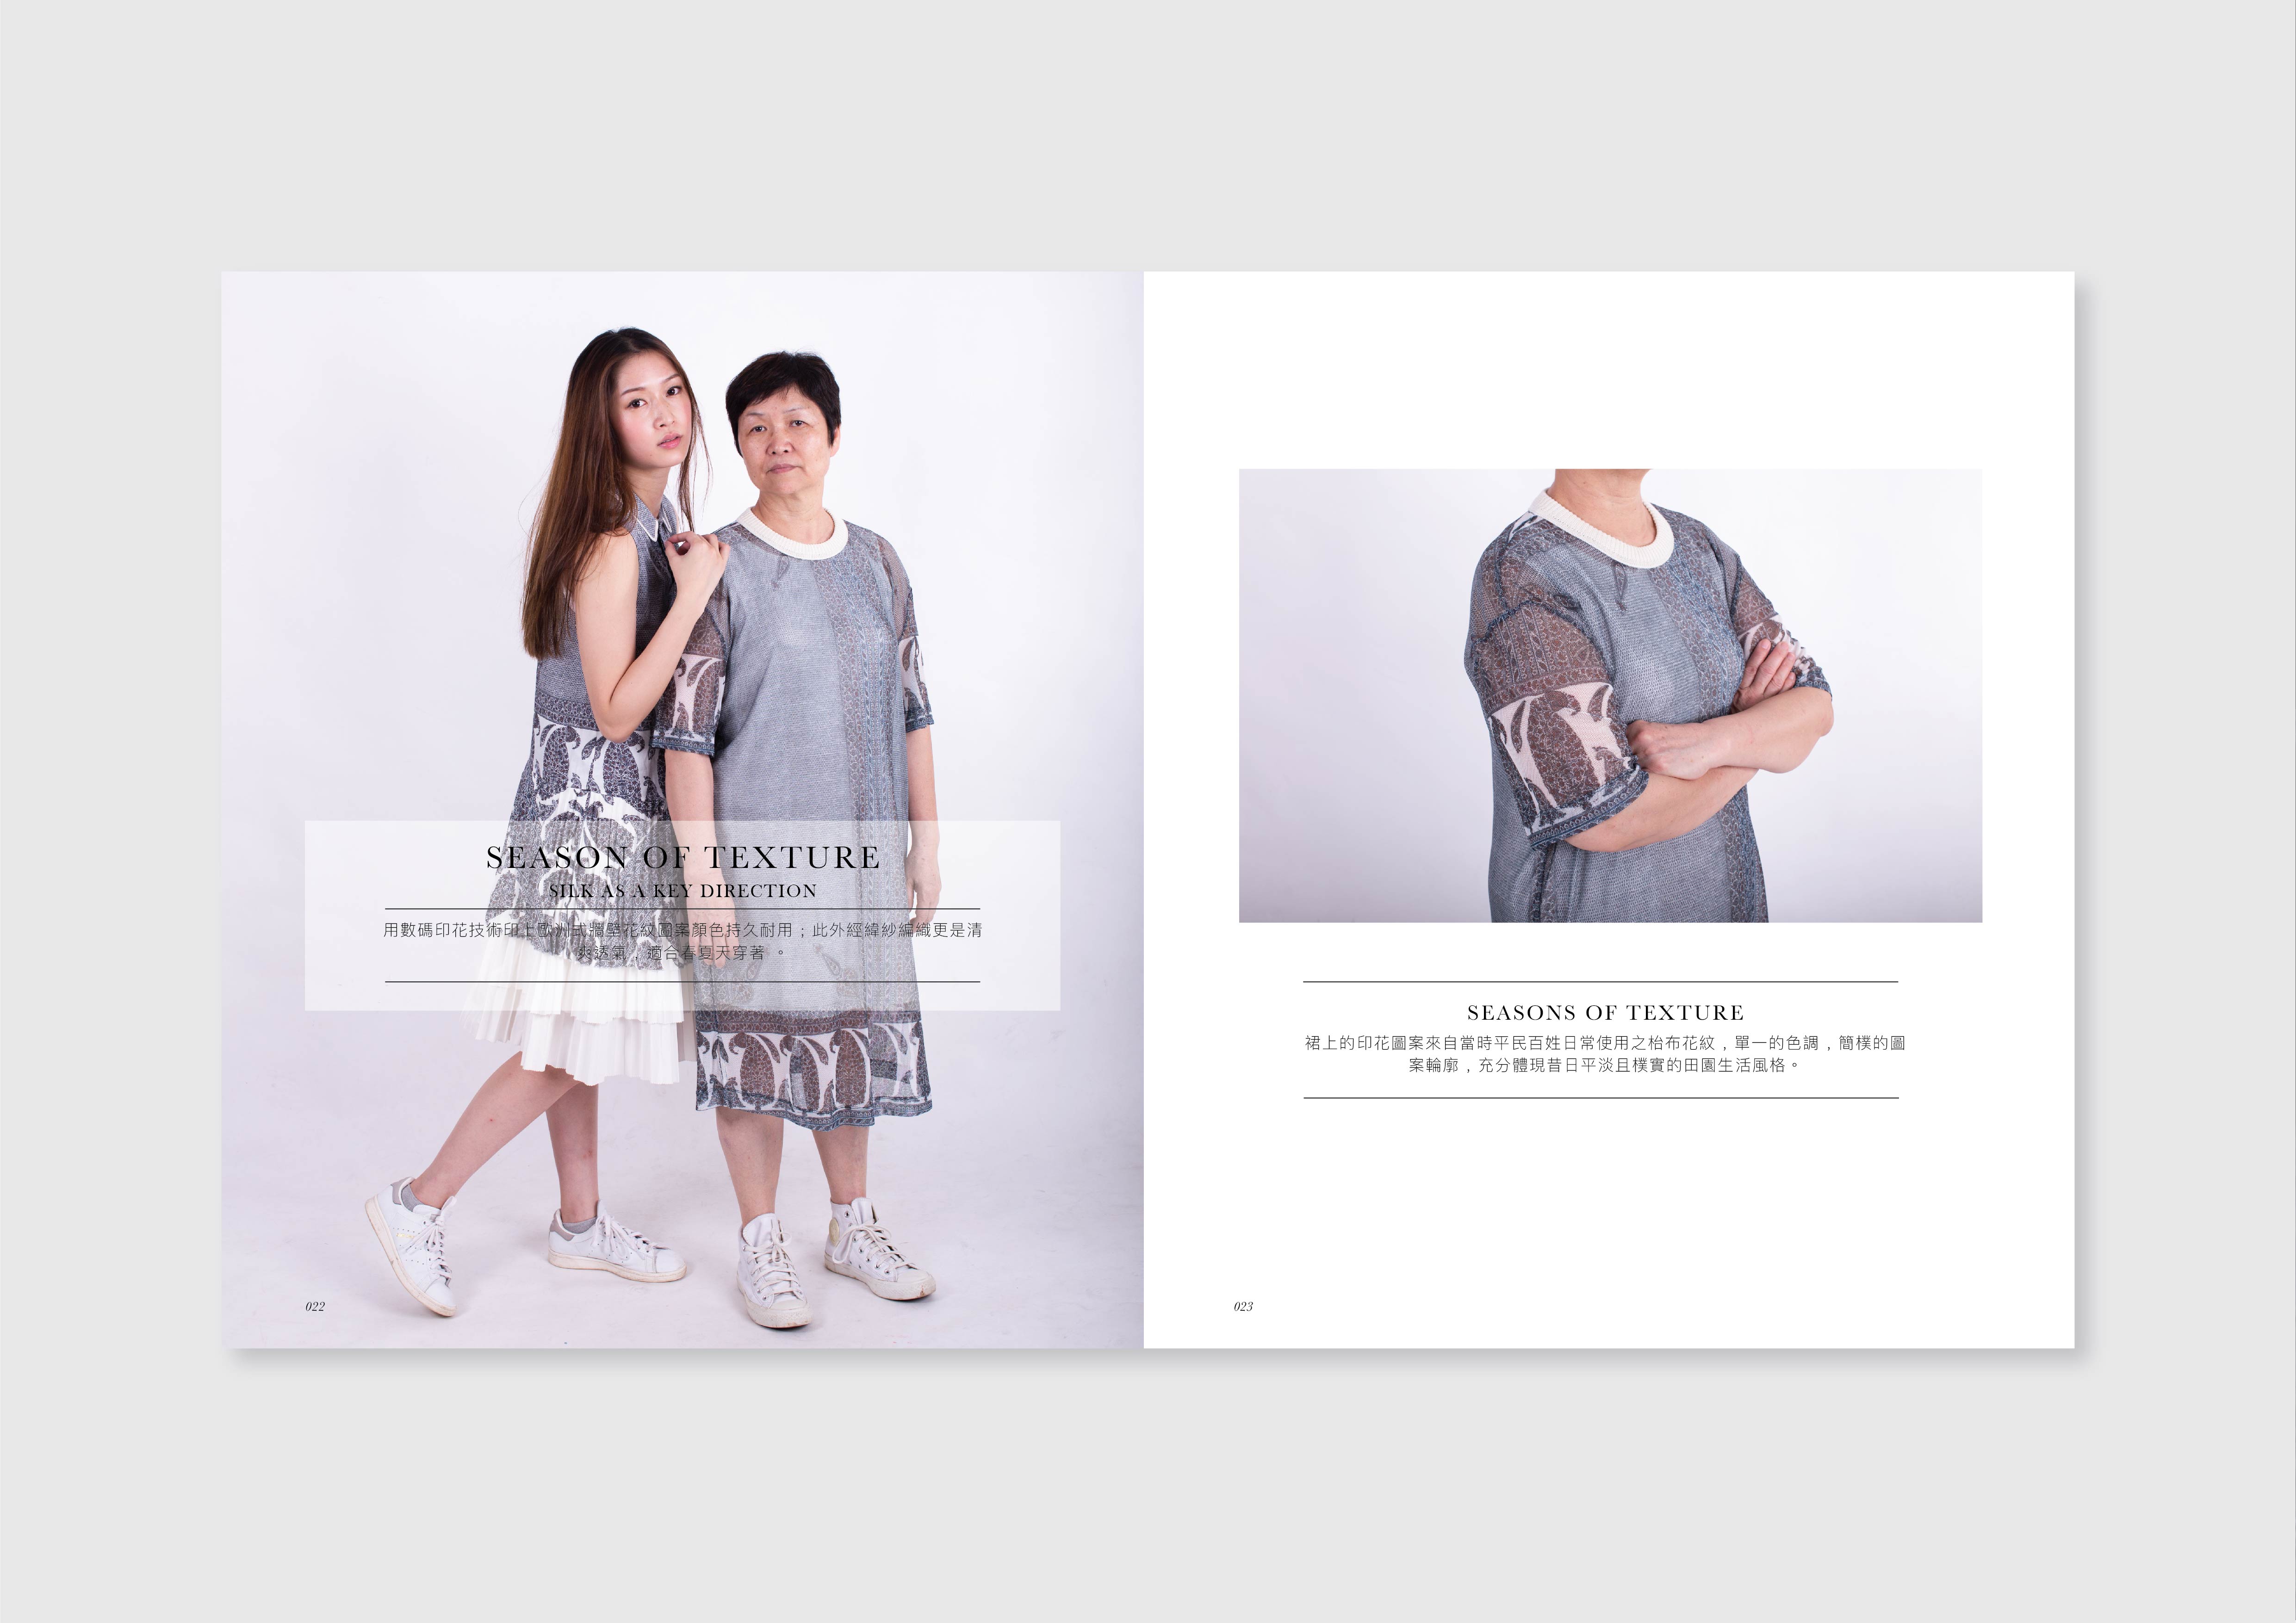 SEASON OF TEXTURE
SILK AS A KEY DIRECTION
用數碼印花技術印上歐洲式牆壁花紋圖案顏色持久耐用；此外經緯紗編織更是清
爽透氣，適合春夏天穿著 。
022
SEASONS OF TEXTURE
裙上的印花圖案來自當時平民百姓日常使用之枱布花紋，單一的色調，簡樸的圖
案輪廓，充分體現昔日平淡且樸實的田園生活風格。
023